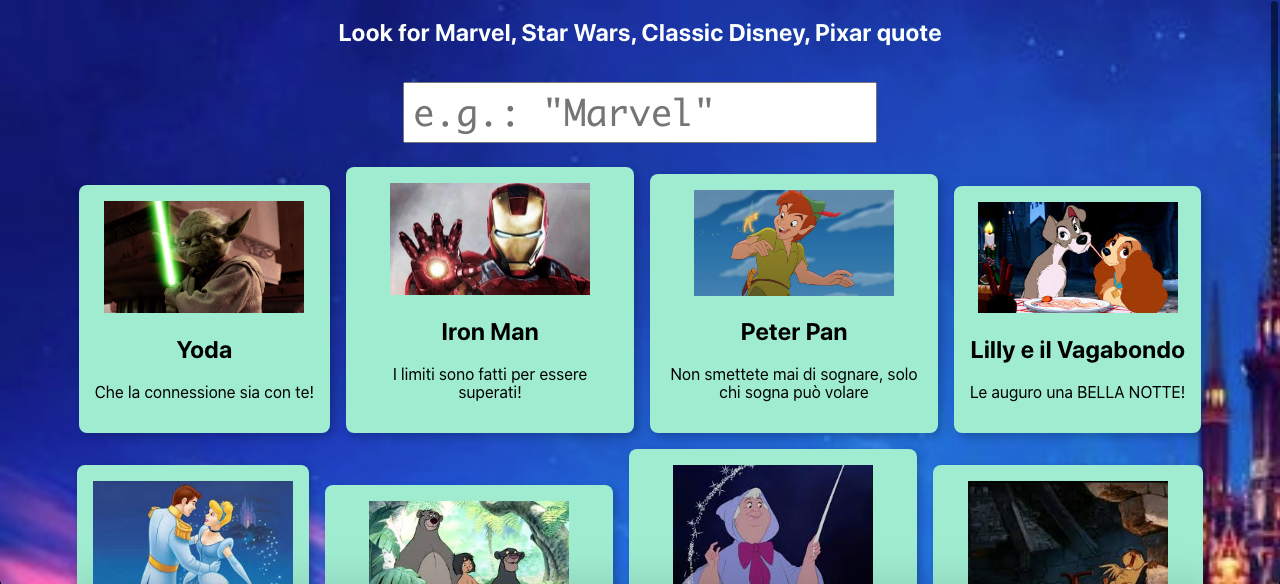 Look for Marvel, Star Wars, Classic Disney, Pixar quote
e.g.: "Marvel"
Yoda
Che la connessione sia con te!
Iron Man
I limiti sono fatti per essere
superati!
Peter Pan
Non smettete mai di sognare, solo
chi sogna può volare
Lilly e il Vagabondo
Le auguro una BELLA NOTTE!